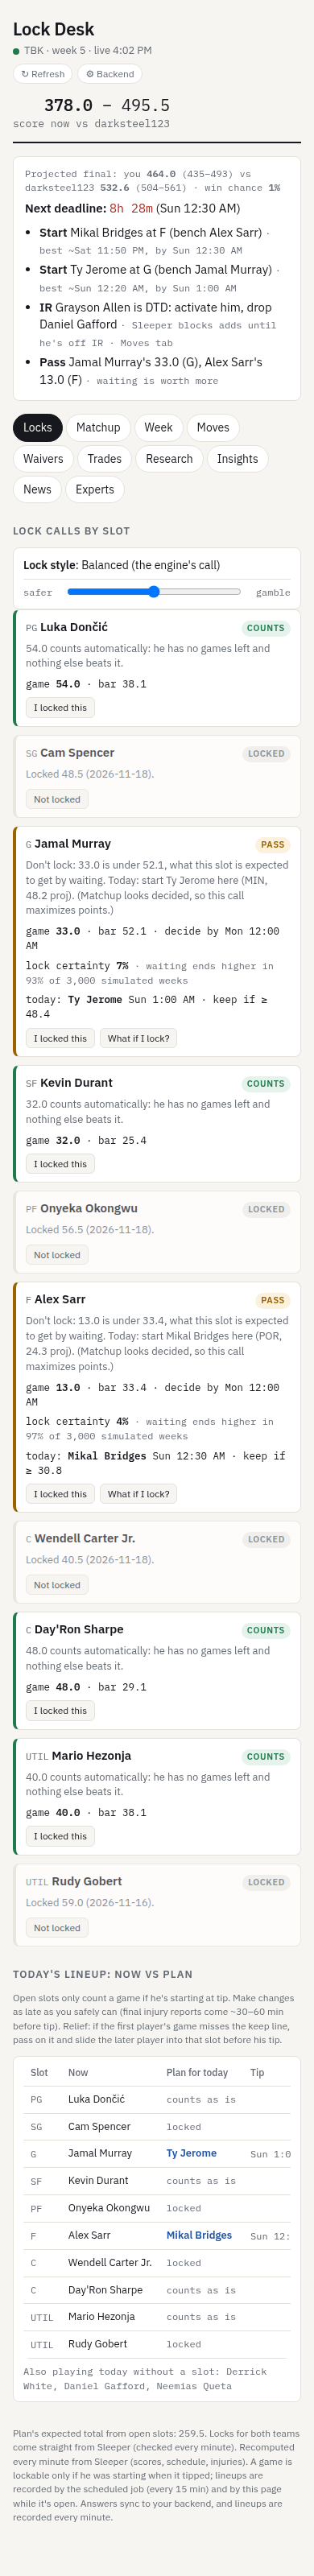 Lock Desk
TBK · week 5 · live 4:02 PM
↻ Refresh ⚙ Backend
378.0 – 495.5
score now vs darksteel123
Projected final: you 464.0 (435–493) vs
darksteel123 532.6 (504–561) · win chance 1%
Next deadline: 8h 28m (Sun 12:30 AM)
• Start Mikal Bridges at F (bench Alex Sarr) ·
best ~Sat 11:50 PM, by Sun 12:30 AM
• Start Ty Jerome at G (bench Jamal Murray) ·
best ~Sun 12:20 AM, by Sun 1:00 AM
• IR Grayson Allen is DTD: activate him, drop
Daniel Gafford · Sleeper blocks adds until
he's off IR · Moves tab
• Pass Jamal Murray's 33.0 (G), Alex Sarr's
13.0 (F) · waiting is worth more
Locks Matchup Week Moves
Waivers Trades Research Insights
News Experts
LOCK CALLS BY SLOT
Lock style: Balanced (the engine's call)
safer gamble
PG Luka Dončić COUNTS
54.0 counts automatically: he has no games left and
nothing else beats it.
game 54.0 · bar 38.1
I locked this
SG Cam Spencer LOCKED
Locked 48.5 (2026-11-18).
Not locked
G Jamal Murray PASS
Don't lock: 33.0 is under 52.1, what this slot is expected
to get by waiting. Today: start Ty Jerome here (MIN,
48.2 proj). (Matchup looks decided, so this call
maximizes points.)
game 33.0 · bar 52.1 · decide by Mon 12:00
AM
lock certainty 7% · waiting ends higher in
93% of 3,000 simulated weeks
today: Ty Jerome Sun 1:00 AM · keep if ≥
48.4
I locked this What if I lock?
SF Kevin Durant COUNTS
32.0 counts automatically: he has no games left and
nothing else beats it.
game 32.0 · bar 25.4
I locked this
PF Onyeka Okongwu LOCKED
Locked 56.5 (2026-11-18).
Not locked
F Alex Sarr PASS
Don't lock: 13.0 is under 33.4, what this slot is expected
to get by waiting. Today: start Mikal Bridges here (POR,
24.3 proj). (Matchup looks decided, so this call
maximizes points.)
game 13.0 · bar 33.4 · decide by Mon 12:00
AM
lock certainty 4% · waiting ends higher in
97% of 3,000 simulated weeks
today: Mikal Bridges Sun 12:30 AM · keep if
≥ 30.8
I locked this What if I lock?
C Wendell Carter Jr. LOCKED
Locked 40.5 (2026-11-18).
Not locked
C Day'Ron Sharpe COUNTS
48.0 counts automatically: he has no games left and
nothing else beats it.
game 48.0 · bar 29.1
I locked this
UTIL Mario Hezonja COUNTS
40.0 counts automatically: he has no games left and
nothing else beats it.
game 40.0 · bar 38.1
I locked this
UTIL Rudy Gobert LOCKED
Locked 59.0 (2026-11-16).
Not locked
TODAY'S LINEUP: NOW VS PLAN
Open slots only count a game if he's starting at tip. Make changes
as late as you safely can (final injury reports come ~30–60 min
before tip). Relief: if the first player's game misses the keep line,
pass on it and slide the later player into that slot before his tip.
Slot Now Plan for today Tip
PG Luka Dončić counts as is
SG Cam Spencer locked
G Jamal Murray Ty Jerome Sun 1:0
SF Kevin Durant counts as is
PF Onyeka Okongwu locked
F Alex Sarr Mikal Bridges Sun 12:
C Wendell Carter Jr. locked
C Day'Ron Sharpe counts as is
UTIL Mario Hezonja counts as is
UTIL Rudy Gobert locked
Also playing today without a slot: Derrick
White, Daniel Gafford, Neemias Queta
Plan's expected total from open slots: 259.5. Locks for both teams
come straight from Sleeper (checked every minute). Recomputed
every minute from Sleeper (scores, schedule, injuries). A game is
lockable only if he was starting when it tipped; lineups are
recorded by the scheduled job (every 15 min) and by this page
while it's open. Answers sync to your backend, and lineups are
recorded every minute.